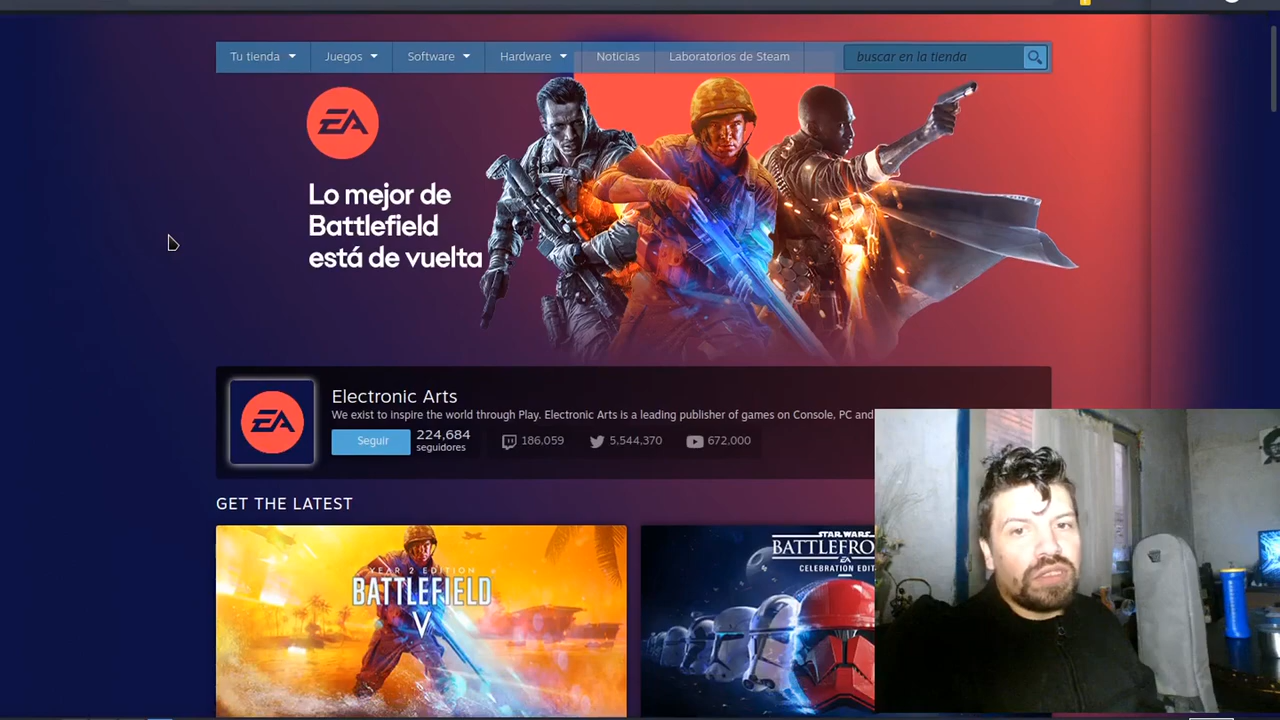 Tu tienda
Juegos
Software
Hardware
Noticias
Laboratorios de Steam
buscar en la tienda
EA
Lo mejor de
Battlefield
está de vuelta
EA
Electronic Arts
We exist to inspire the world through Play. Electronic Arts is a leading publisher of games on Console, PC and
Seguir
224,684
seguidores
186,059
5,544,370
672,000
GET THE LATEST
YEAR 2 EDITION
BATTLEFIELD
V
STAR WARS
BATTLEFRO
EA
CELEBRATION EDIT